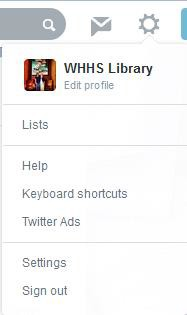 WHHS Library
Edit profile
Lists
Help
Keyboard shortcuts
Twitter Ads
Settings
Sign out